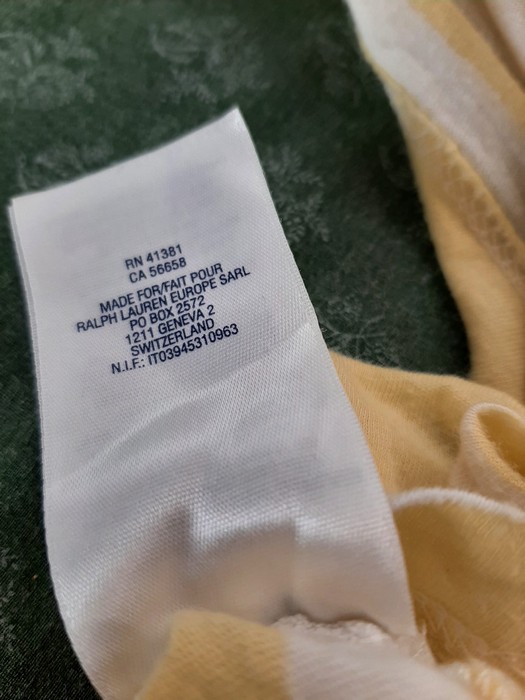 RN 41381
CA 56658
MADE FOR/FAIT POUR
RALPH LAUREN EUROPE SARL
PO BOX 2572
1211 GENEVA 2
SWITZERLAND
N.I.F.: IT03945310963